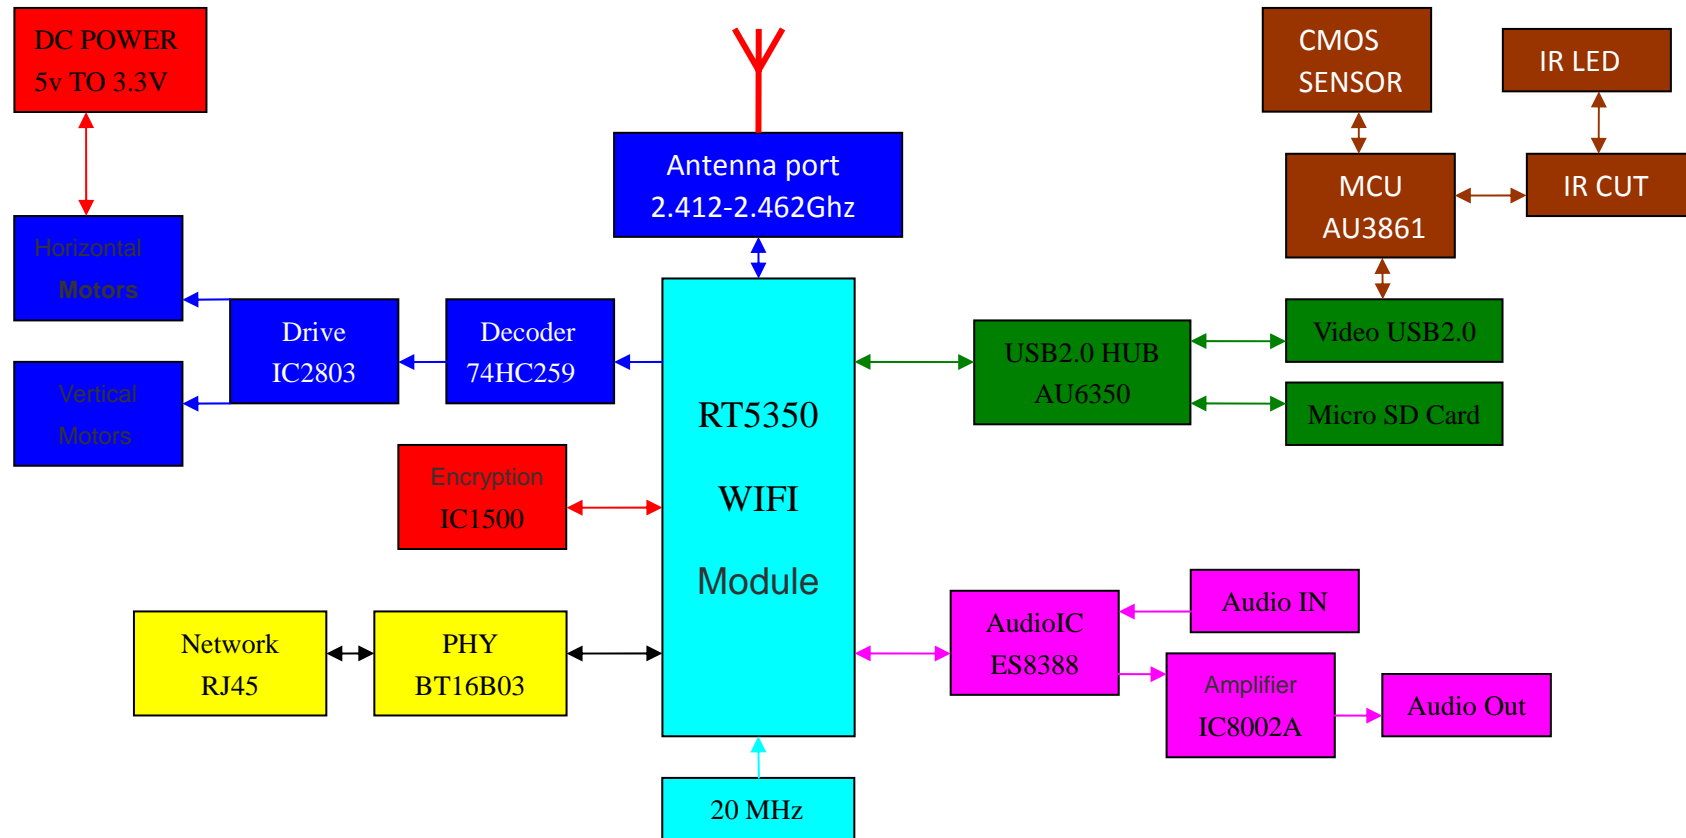 DC POWER
5v TO 3.3V
CMOS
SENSOR
IR LED
Antenna port
2.412-2.462Ghz
MCU
AU3861
IR CUT
Horizontal
Motors
Drive
IC2803
Decoder
74HC259
Vertical
Motors
USB2.0 HUB
AU6350
Video USB2.0
Micro SD Card
RT5350
WIFI
Module
Encryption
IC1500
Network
RJ45
PHY
BT16B03
AudioIC
ES8388
Audio IN
Amplifier
IC8002A
Audio Out
20 MHz